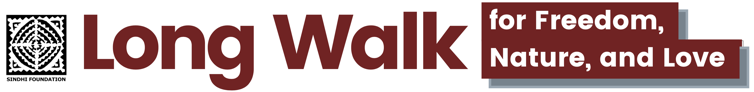 SINDHI FOUNDATION
Long Walk
for Freedom,
Nature, and Love